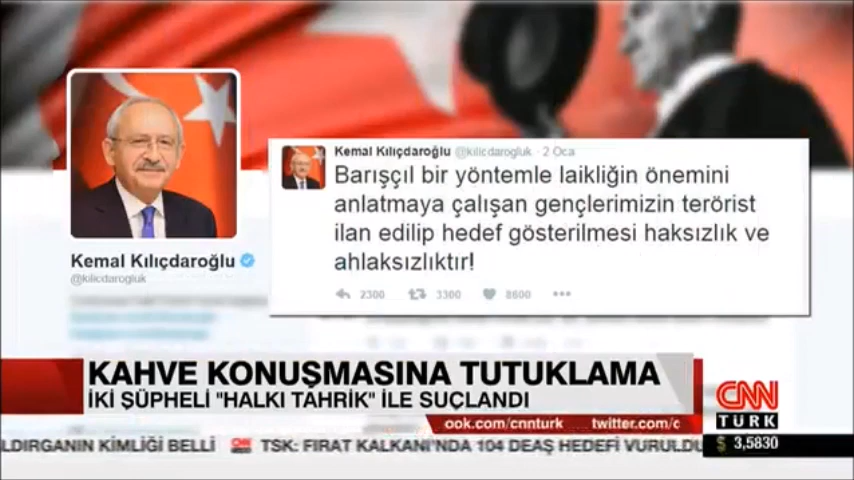 Kemal Kılıçdaroğlu @kilicdarogluk · 2 Oca
Barışçıl bir yöntemle laikliğin önemini
anlatmaya çalışan gençlerimizin terörist
ilan edilip hedef gösterilmesi haksızlık ve
ahlaksızlıktır!
2300 3300 8600
Kemal Kılıçdaroğlu
@kilicdarogluk
KAHVE KONUŞMASINA TUTUKLAMA
İKİ ŞÜPHELİ "HALKI TAHRİK" İLE SUÇLANDI
ook.com/cnnturk twitter.com/c
CNN
TÜRK
LDIRGANIN KİMLİĞİ BELLİ CNN TSK: FIRAT KALKANI'NDA 104 DEAŞ HEDEFİ VURULDU
$ 3,5830